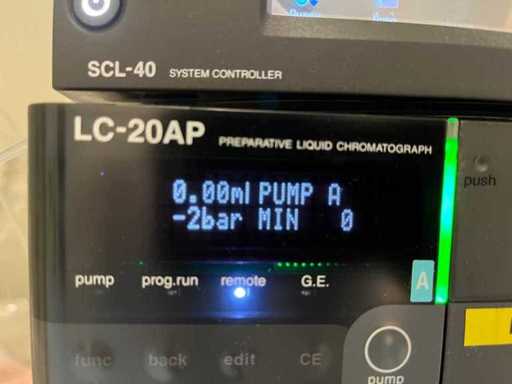 SCL-40 SYSTEM CONTROLLER
LC-20AP PREPARATIVE LIQUID CHROMATOGRAPH
0.00ml PUMP A
-2bar MIN 0
push
pump prog.run remote G.E.
A
func back edit CE
pump